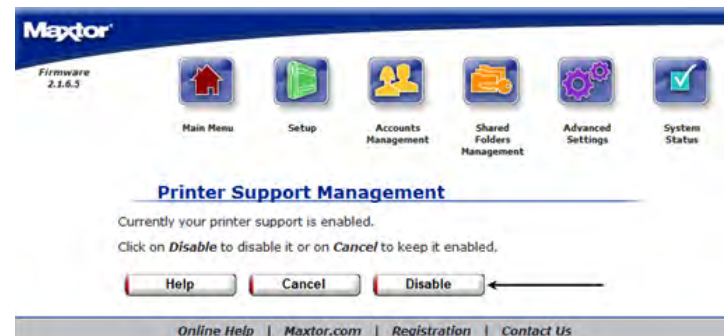 Maxtor
Firmware
2.1.6.5
Main Menu
Setup
Accounts
Management
Shared
Folders
Management
Advanced
Settings
System
Status
Printer Support Management
Currently your printer support is enabled.
Click on Disable to disable it or on Cancel to keep it enabled.
Help Cancel Disable
Online Help | Maxtor.com | Registration | Contact Us